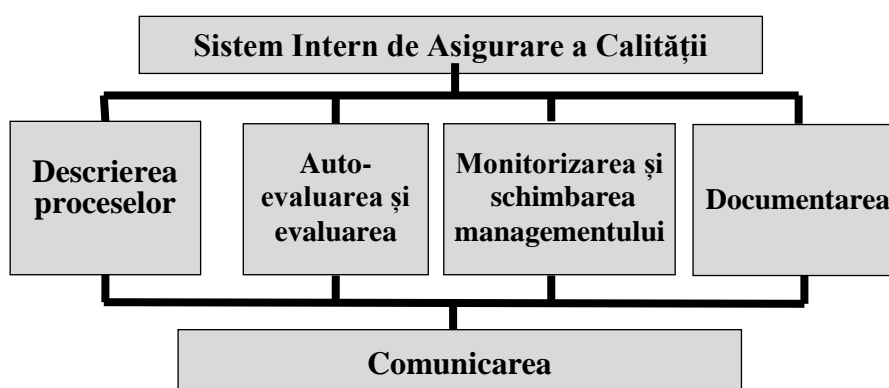 Sistem Intern de Asigurare a Calității
Descrierea
proceselor
Auto-
evaluarea și
evaluarea
Monitorizarea și
schimbarea
managementului
Documentarea
Comunicarea